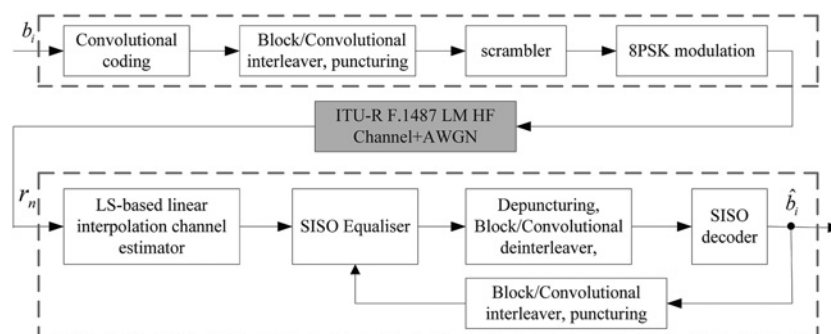 b_i
Convolutional
coding
Block/Convolutional
interleaver, puncturing
scrambler
8PSK modulation
ITU-R F.1487 LM HF
Channel+AWGN
r_n
LS-based linear
interpolation channel
estimator
SISO Equaliser
Depuncturing,
Block/Convolutional
deinterleaver,
SISO
decoder
b̂_i
Block/Convolutional
interleaver, puncturing